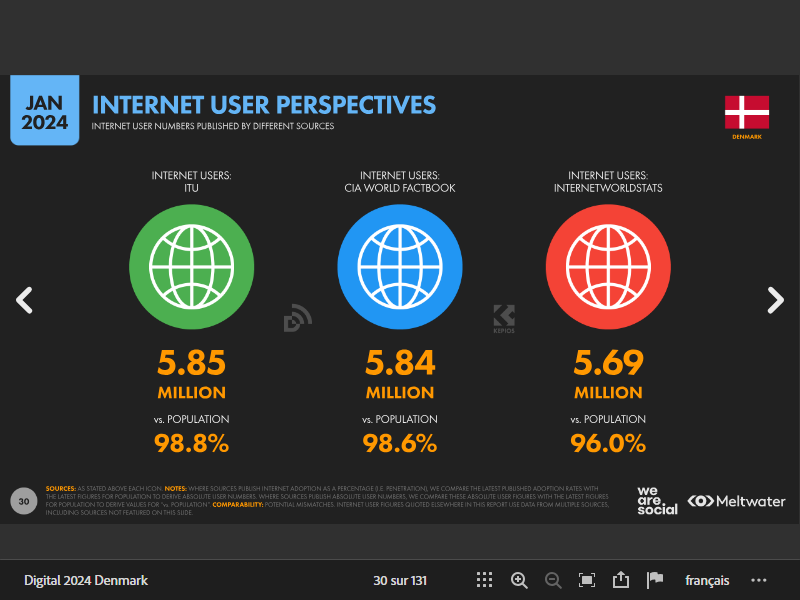 JAN
2024
INTERNET USER PERSPECTIVES
INTERNET USER NUMBERS PUBLISHED BY DIFFERENT SOURCES
DENMARK
INTERNET USERS:
ITU
INTERNET USERS:
CIA WORLD FACTBOOK
INTERNET USERS:
INTERNETWORLDSTATS
KEPIOS
5.85
MILLION
vs. POPULATION
98.8%
5.84
MILLION
vs. POPULATION
98.6%
5.69
MILLION
vs. POPULATION
96.0%
30
SOURCES: AS STATED ABOVE EACH ICON. NOTES: WHERE SOURCES PUBLISH INTERNET ADOPTION AS A PERCENTAGE (I.E. PENETRATION), WE COMPARE THE LATEST PUBLISHED ADOPTION RATES WITH
THE LATEST FIGURES FOR POPULATION TO DERIVE ABSOLUTE USER NUMBERS. WHERE SOURCES PUBLISH ABSOLUTE USER NUMBERS, WE COMPARE THESE ABSOLUTE USER FIGURES WITH THE LATEST FIGURES
FOR POPULATION TO DERIVE VALUES FOR "vs. POPULATION." COMPARABILITY: POTENTIAL MISMATCHES. INTERNET USER FIGURES QUOTED ELSEWHERE IN THIS REPORT USE DATA FROM MULTIPLE SOURCES,
INCLUDING SOURCES NOT FEATURED ON THIS SLIDE.
we
are.
social
Meltwater
Digital 2024 Denmark
30 sur 131
français